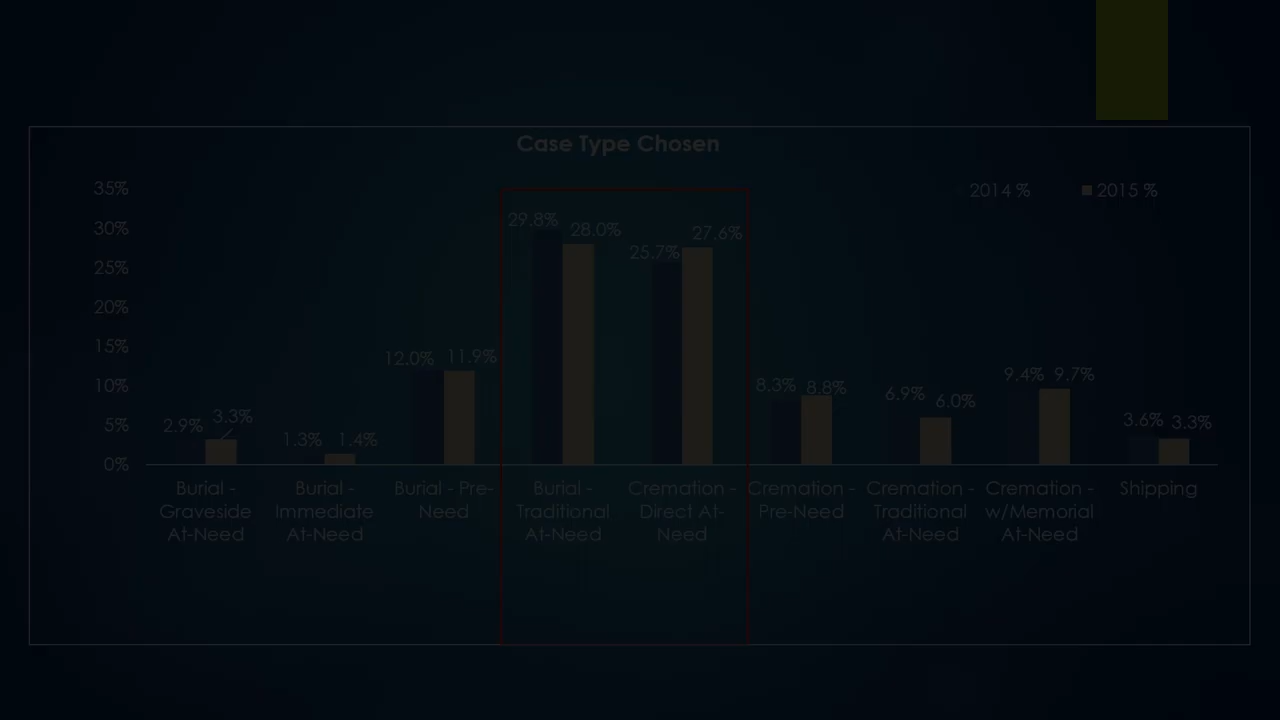 Case Type Chosen
35%
2014 % 2015 %
30%
29.8% 28.0% 25.7% 27.6%
25%
20%
15%
12.0% 11.9%
10%
8.3% 8.8% 6.9% 6.0% 9.4% 9.7%
5%
2.9% 3.3% 1.3% 1.4% 3.6% 3.3%
0%
Burial -
Graveside
At-Need
Burial -
Immediate
At-Need
Burial - Pre-
Need
Burial -
Traditional
At-Need
Cremation -
Direct At-
Need
Cremation -
Pre-Need
Cremation -
Traditional
At-Need
Cremation -
w/Memorial
At-Need
Shipping